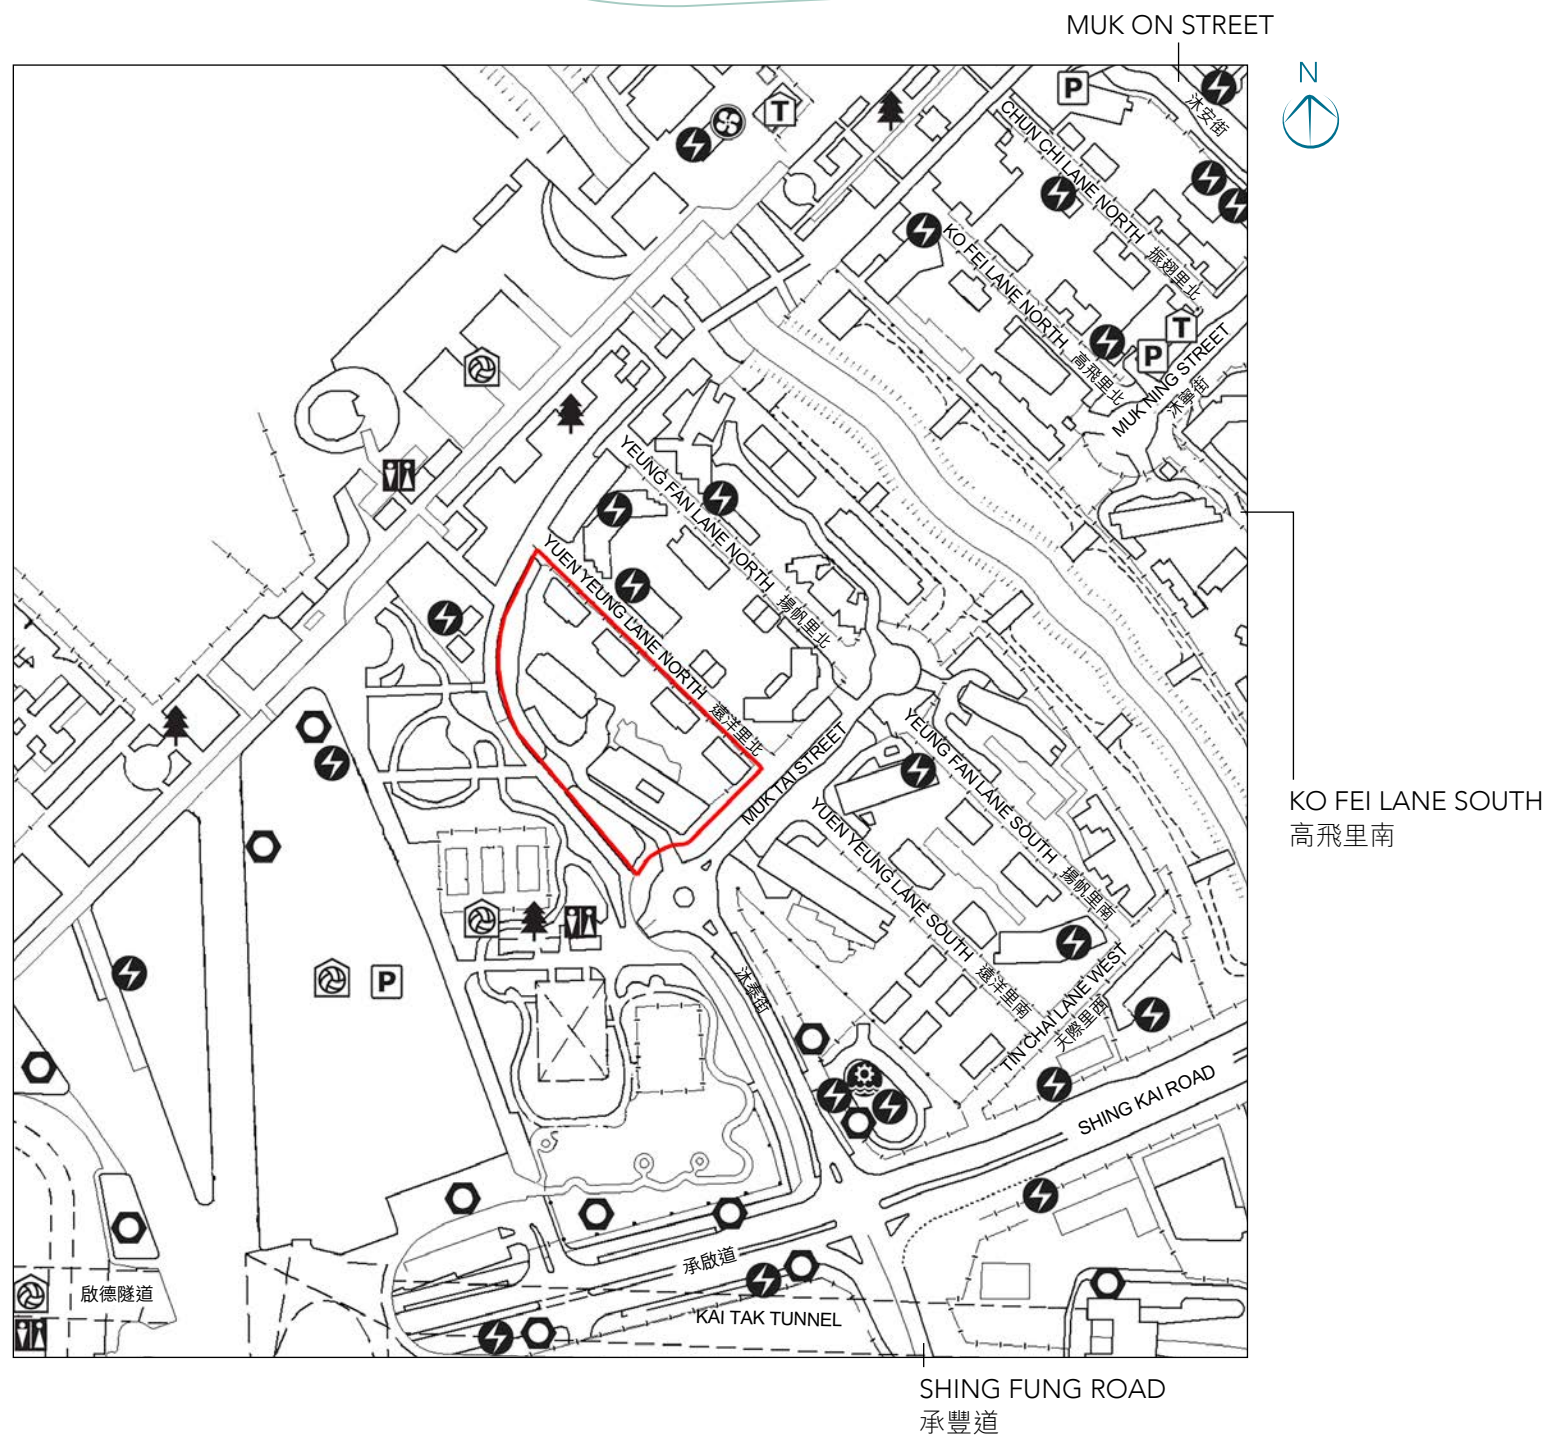 MUK ON STREET
N
沐安街
CHUN CHI LANE NORTH 振翅里北
KO FEI LANE NORTH 高飛里北
T
P
T
P
MUK NING STREET
沐寧街
YEUNG FAN LANE NORTH 揚帆里北
YUEN YEUNG LANE NORTH 遠洋里北
MUK TAI STREET
沐泰街
YEUNG FAN LANE SOUTH 揚帆里南
YUEN YEUNG LANE SOUTH 遠洋里南
KO FEI LANE SOUTH
高飛里南
P
TIN CHAI LANE WEST
天際里西
SHING KAI ROAD
承啟道
啟德隧道
KAI TAK TUNNEL
SHING FUNG ROAD
承豐道